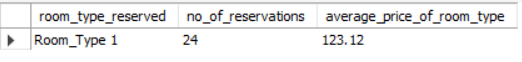 room_type_reserved no_of_reservations average_price_of_room_type
Room_Type 1 24 123.12